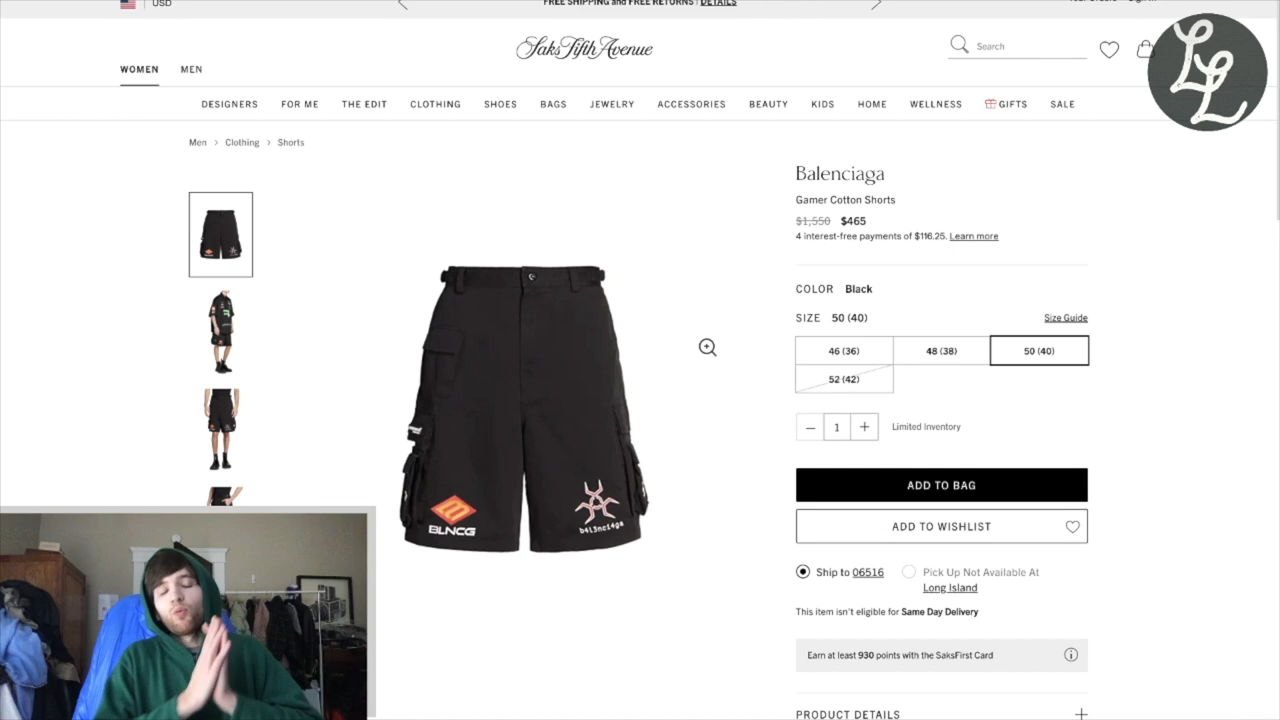 USD
FREE SHIPPING and FREE RETURNS | DETAILS
Saks Fifth Avenue
Search
WOMEN MEN
DESIGNERS FOR ME THE EDIT CLOTHING SHOES BAGS JEWELRY ACCESSORIES BEAUTY KIDS HOME WELLNESS GIFTS SALE
LL
Men > Clothing > Shorts
Balenciaga
Gamer Cotton Shorts
$1,550 $465
4 interest-free payments of $116.25. Learn more
COLOR Black
SIZE 50 (40) Size Guide
46 (36) 48 (38) 50 (40)
52 (42)
– 1 + Limited Inventory
ADD TO BAG
ADD TO WISHLIST
Ship to 06516 Pick Up Not Available At
Long Island
This item isn't eligible for Same Day Delivery
Earn at least 930 points with the SaksFirst Card
PRODUCT DETAILS +
BLNCG
b4l3nci4ga